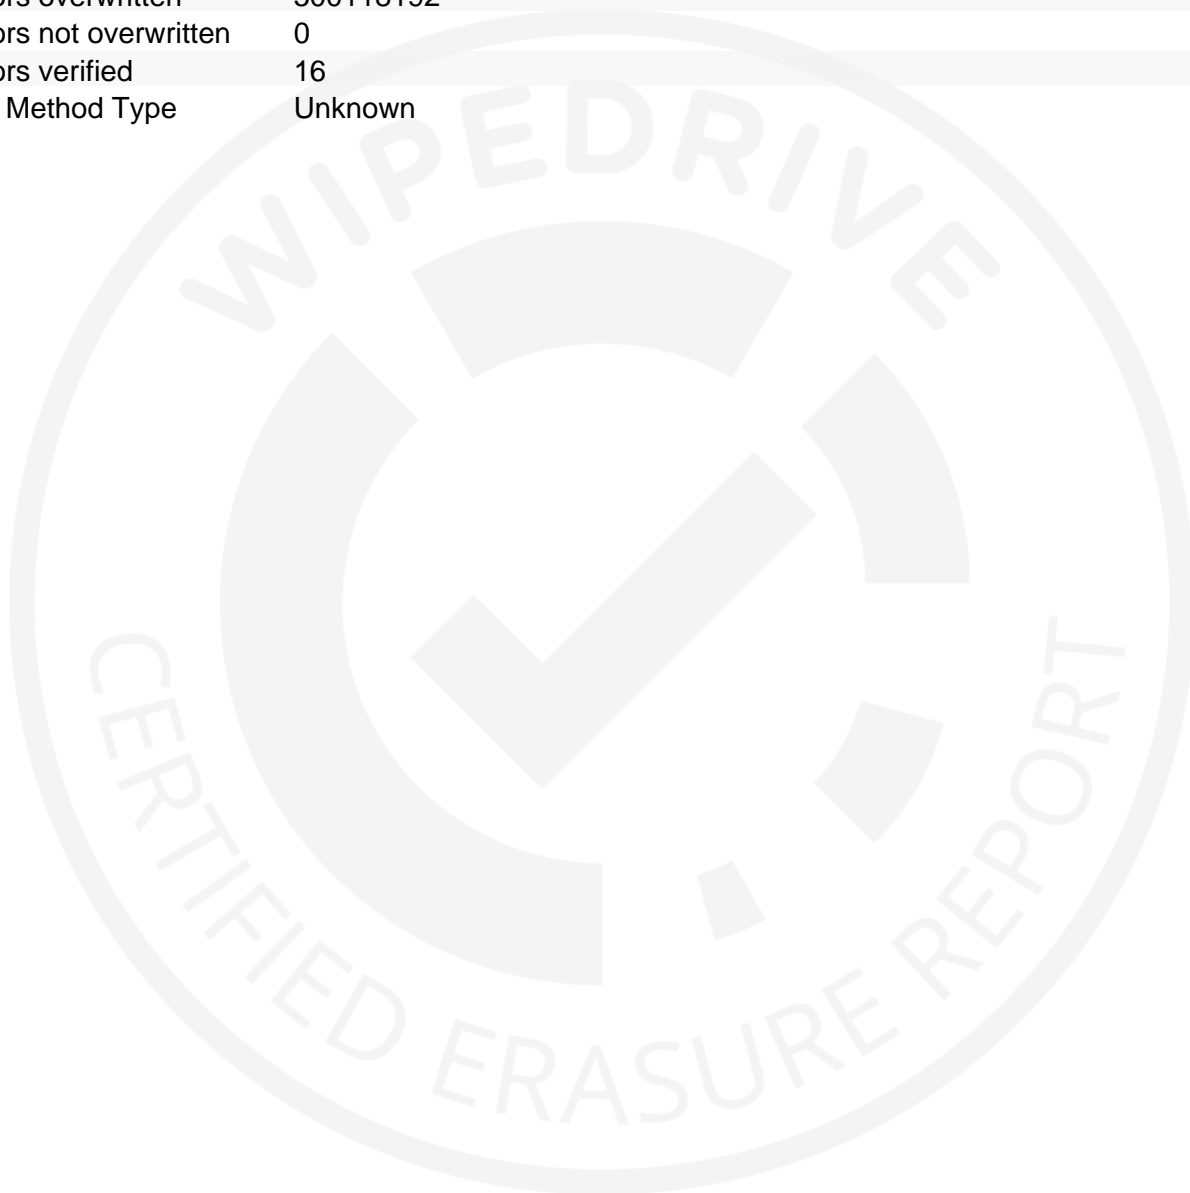 ors not overwritten 0
ors verified 16
Method Type Unknown
WIPEDRIVE
CERTIFIED ERASURE REPORT